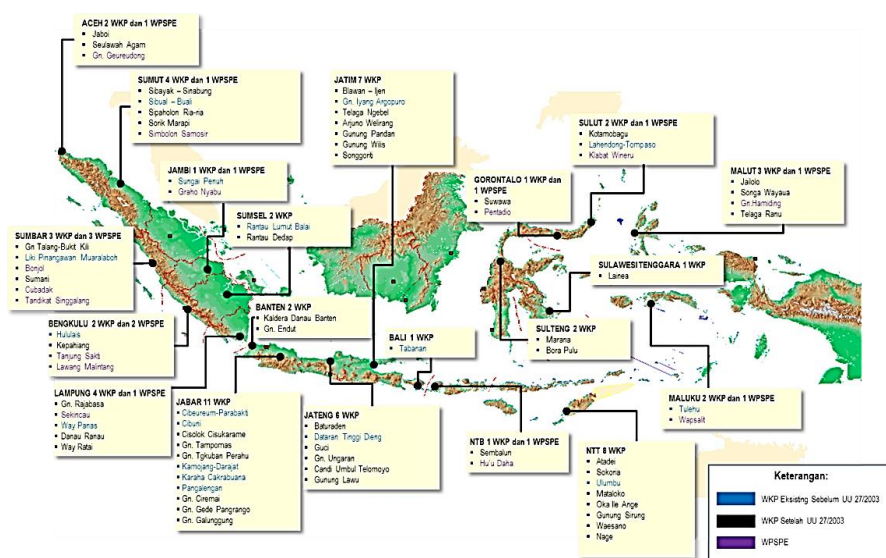 ACEH 2 WKP dan 1 WPSPE
Jaboi
Seulawah Agam
Gn. Geureudong
SUMUT 4 WKP dan 1 WPSPE
Sibayak – Sinabung
Sibual – Buali
Sipaholon Ria-ria
Sorik Marapi
Simbolon Samosir
JATIM 7 WKP
Blawan – Ijen
Gn. Iyang Argopuro
Telaga Ngebel
Arjuno Welirang
Gunung Pandan
Gunung Wilis
Songgoriti
SULUT 2 WKP dan 1 WPSPE
Kotamobagu
Lahendong-Tompaso
Klabat Wineru
JAMBI 1 WKP dan 1 WPSPE
Sungai Penuh
Graho Nyabu
GORONTALO 1 WKP dan
1 WPSPE
Suwawa
Pentadio
MALUT 3 WKP dan 1 WPSPE
Jailolo
Songa Wayaua
Gn.Hamiding
Telaga Ranu
SUMSEL 2 WKP
Rantau Lumut Balai
Rantau Dedap
SUMBAR 3 WKP dan 3 WPSPE
Gn Talang-Bukt Kili
Liki Pinangawan Muaraloboh
Bonjol
Sumani
Cubadak
Tandikat Singgalang
SULAWESI TENGGARA 1 WKP
Lainea
BANTEN 2 WKP
Kaldera Danau Banten
Gn. Endut
BENGKULU 2 WKP dan 2 WPSPE
Hululais
Kepahiang
Tanjung Sakti
Lawang Malintang
BALI 1 WKP
Tabanan
SULTENG 2 WKP
Marana
Bora Pulu
LAMPUNG 4 WKP dan 1 WPSPE
Gn. Rajabasa
Sekincau
Way Panas
Danau Ranau
Way Ratai
JABAR 11 WKP
Cibeureum-Parabakti
Cibuni
Cisolok Cisukarame
Gn. Tampomas
Gn. Tgkuban Perahu
Kamojang-Darajat
Karaha Cakrabuana
Pangalengan
Gn. Ciremai
Gn. Gede Pangrango
Gn. Galunggung
JATENG 6 WKP
Baturaden
Dataran Tinggi Dieng
Guci
Gn. Ungaran
Candi Umbul Telomoyo
Gunung Lawu
MALUKU 2 WKP dan 1 WPSPE
Tulehu
Wapsalit
NTB 1 WKP dan 1 WPSPE
Sembalun
Hu'u Daha
NTT 8 WKP
Atadei
Sokoria
Ulumbu
Mataloko
Oka Ile Ange
Gunung Sirung
Waesano
Nage
Keterangan:
WKP Eksisting Sebelum UU 27/2003
WKP Setelah UU 27/2003
WPSPE